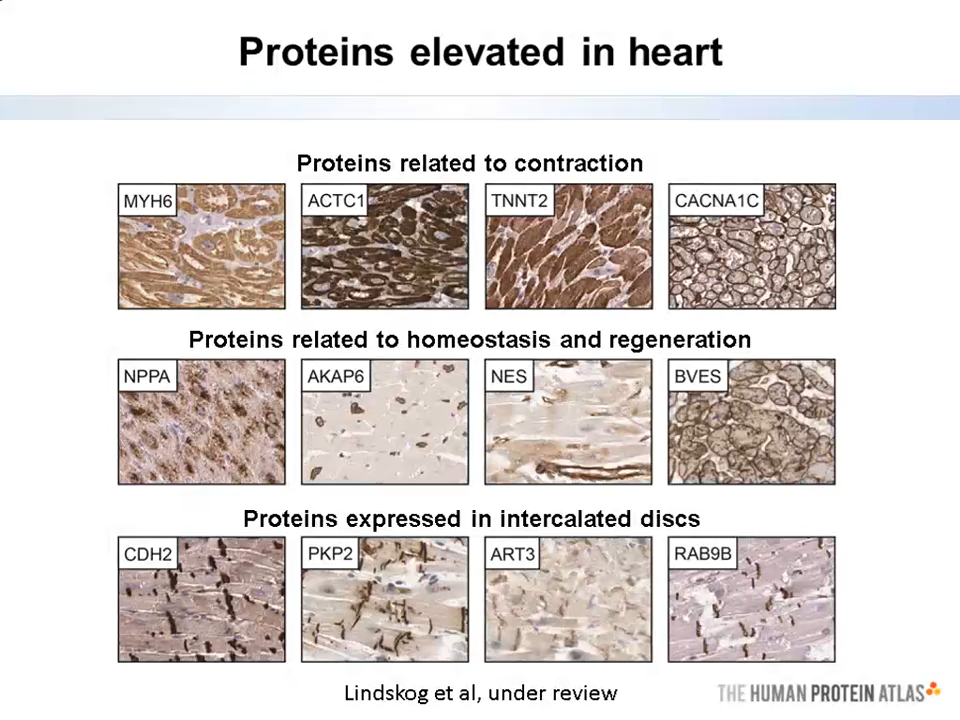 Proteins elevated in heart
Proteins related to contraction
MYH6
ACTC1
TNNT2
CACNA1C
Proteins related to homeostasis and regeneration
NPPA
AKAP6
NES
BVES
Proteins expressed in intercalated discs
CDH2
PKP2
ART3
RAB9B
Lindskog et al, under review
THE HUMAN PROTEIN ATLAS